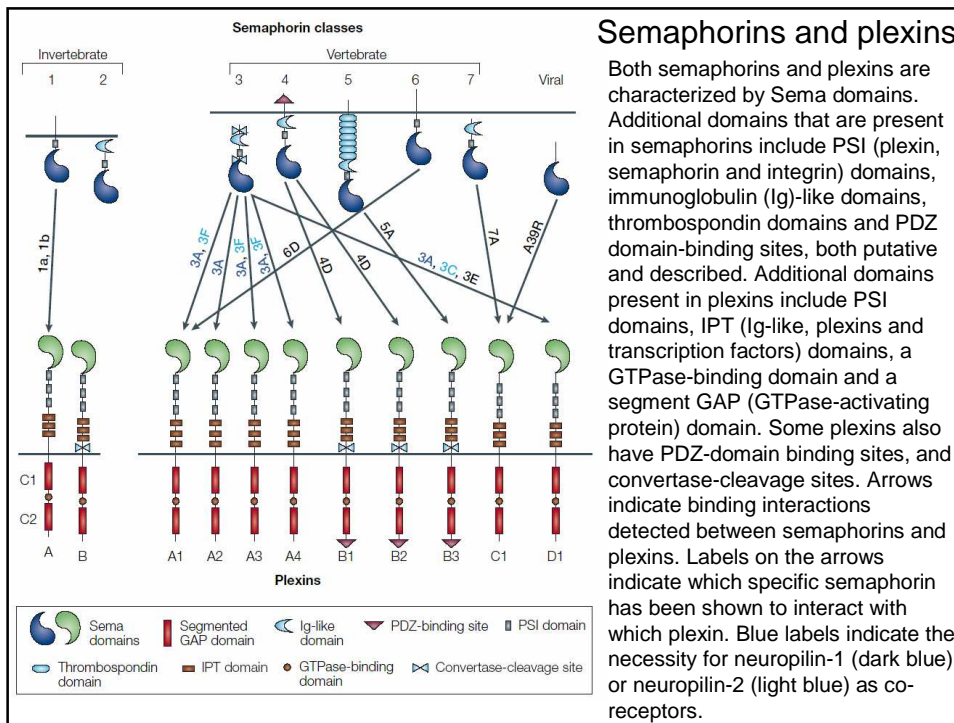 Semaphorin classes
Invertebrate
Vertebrate
1
2
3
4
5
6
7
Viral
1a, 1b
3A, 3F
3A
3A, 3F
3A, 3F
6D
4D
4D
5A
3A, 3C, 3E
7A
A39R
C1
C2
A
B
A1
A2
A3
A4
B1
B2
B3
C1
D1
Plexins
Sema
domains
Segmented
GAP domain
Ig-like
domain
PDZ-binding site
PSI domain
Thrombospondin
domain
IPT domain
GTPase-binding
domain
Convertase-cleavage site
Semaphorins and plexins
Both semaphorins and plexins are
characterized by Sema domains.
Additional domains that are present
in semaphorins include PSI (plexin,
semaphorin and integrin) domains,
immunoglobulin (Ig)-like domains,
thrombospondin domains and PDZ
domain-binding sites, both putative
and described. Additional domains
present in plexins include PSI
domains, IPT (Ig-like, plexins and
transcription factors) domains, a
GTPase-binding domain and a
segment GAP (GTPase-activating
protein) domain. Some plexins also
have PDZ-domain binding sites, and
convertase-cleavage sites. Arrows
indicate binding interactions
detected between semaphorins and
plexins. Labels on the arrows
indicate which specific semaphorin
has been shown to interact with
which plexin. Blue labels indicate the
necessity for neuropilin-1 (dark blue)
or neuropilin-2 (light blue) as co-
receptors.